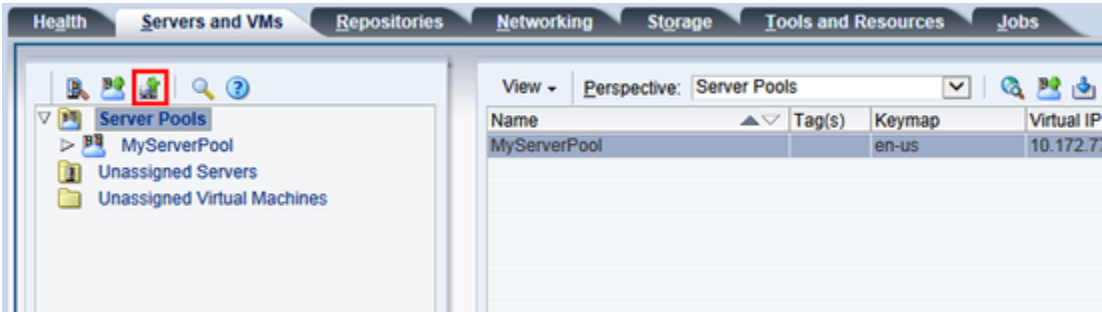 Health Servers and VMs Repositories Networking Storage Tools and Resources Jobs
View Perspective: Server Pools
Server Pools
MyServerPool
Unassigned Servers
Unassigned Virtual Machines
Name Tag(s) Keymap Virtual IP
MyServerPool en-us 10.172.7